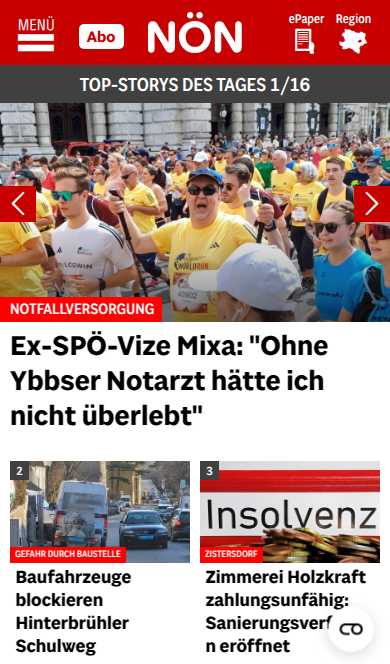 MENÜ
Abo
NÖN
ePaper
Region
TOP-STORYS DES TAGES 1/16
NOTFALLVERSORGUNG
Ex-SPÖ-Vize Mixa: "Ohne
Ybbser Notarzt hätte ich
nicht überlebt"
2
GEFAHR DURCH BAUSTELLE
Baufahrzeuge
blockieren
Hinterbrühler
Schulweg
3
Insolvenz
ZISTERSDORF
Zimmerei Holzkraft
zahlungsunfähig:
n eröffnet